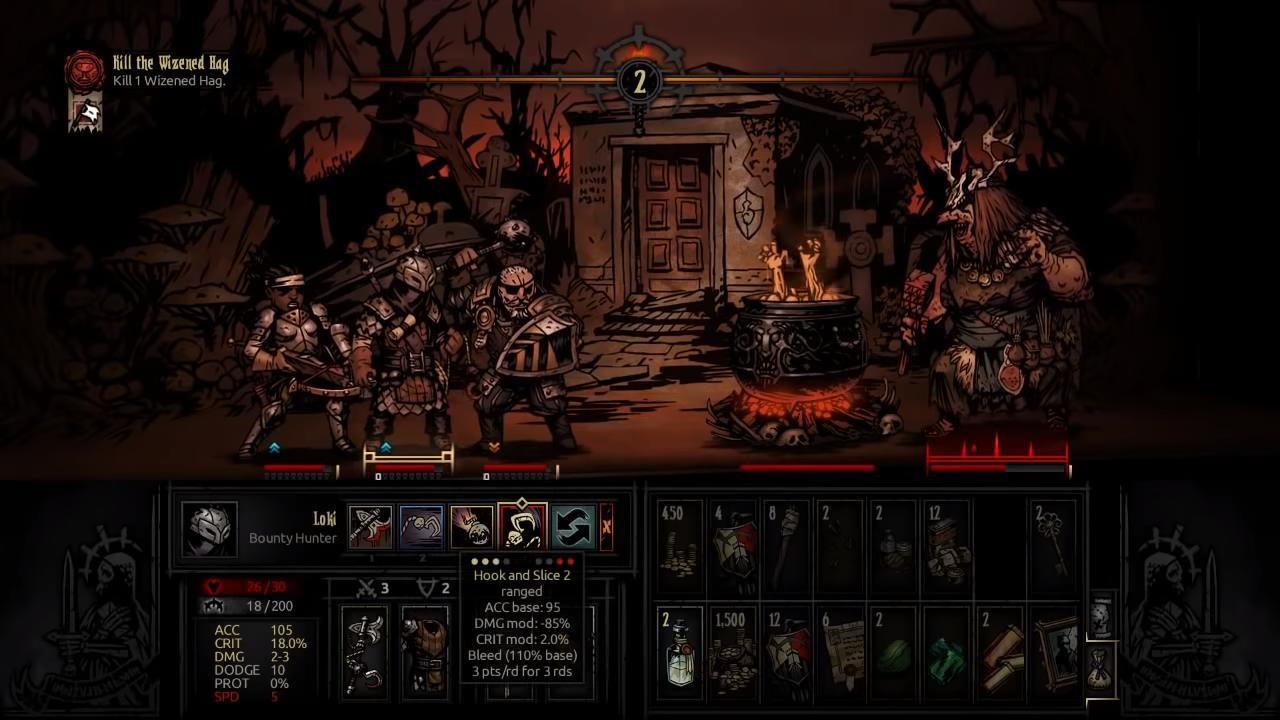 Kill the Wizened Hag
Kill 1 Wizened Hag.
2
Loki
Bounty Hunter
1
2
26 / 30
18 / 200
3
2
ACC 105
CRIT 18.0%
DMG 2-3
DODGE 10
PROT 0%
SPD 5
Hook and Slice 2
ranged
ACC base: 95
DMG mod: -85%
CRIT mod: 2.0%
Bleed (110% base)
3 pts/rd for 3 rds
450
4
8
2
2
12
2
2
1,500
12
6
2
2